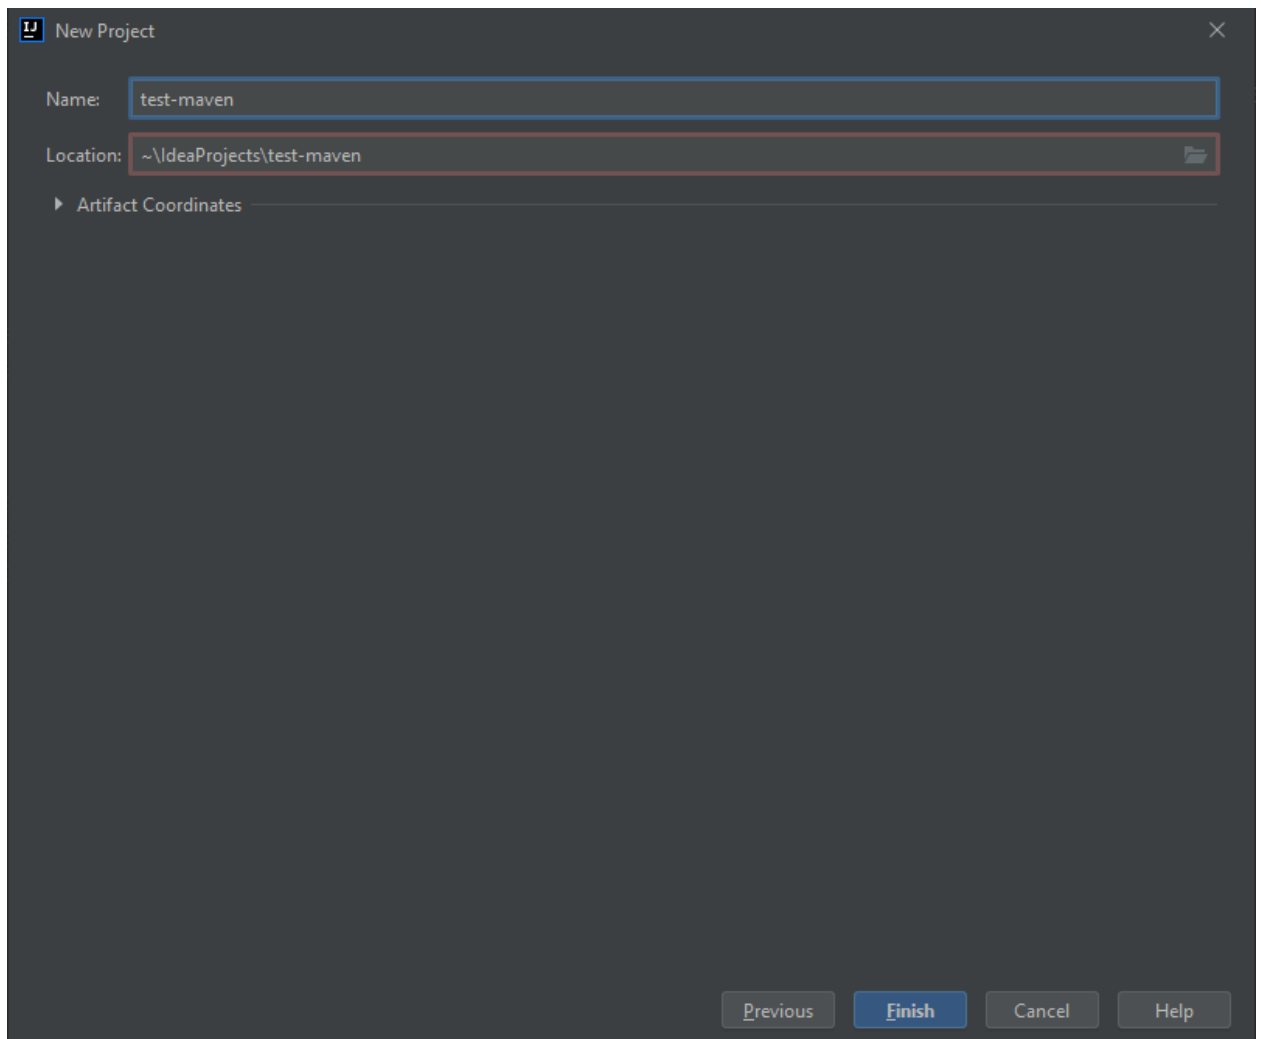 IJ New Project
Name: test-maven
Location: ~\IdeaProjects\test-maven
Artifact Coordinates
Previous Finish Cancel Help